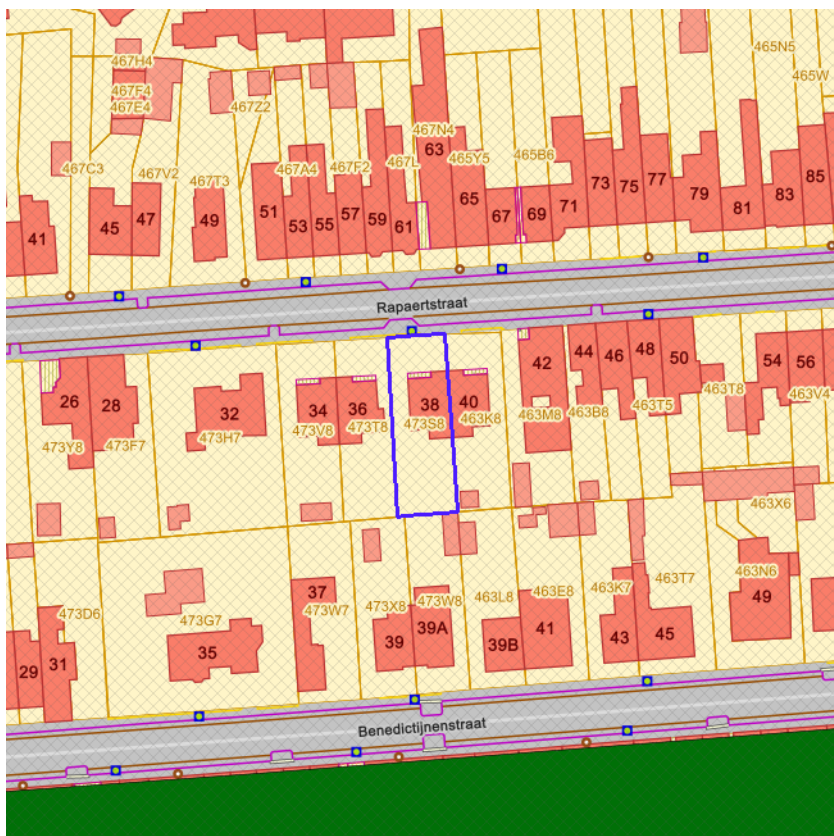 465N5
467H4
465W
467F4
467E4
467Z2
467N4
63
467C3
467V2
467T3
467A4
467F2
467L
465Y5
465B6
73
75
77
85
79
83
81
41
45
47
49
51
53
55
57
59
61
65
67
69
71
Rapaertstraat
26
28
32
34
36
38
40
42
44
46
48
50
54
56
473Y8
473F7
473H7
473V8
473T8
473S8
463K8
463M8
463B8
463T5
463T8
463V4
463X6
473D6
473G7
37
473W7
473X8
473W8
463L8
463E8
463K7
463T7
463N6
49
29
31
35
39
39A
39B
41
43
45
Benedictijnenstraat